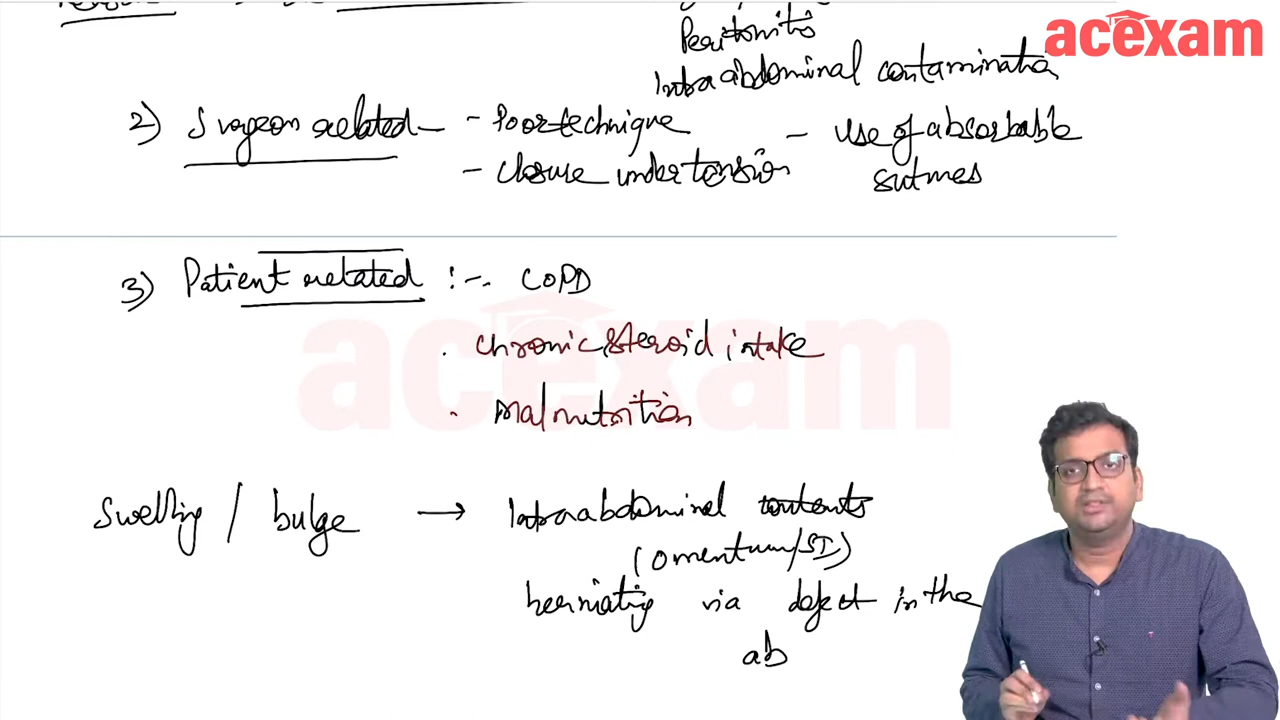 acexam
Peritonitis
Intraabdominal contamination
2) Surgeon related - - Poor technique - Use of absorbable
- closure under tension sutures
3) Patient related :-. COPD
. chronic steroid intake
. malnutrition
Swelling / bulge → Intraabdominal contents
(omentum/SI)
herniating via defect in the
ab
acexam